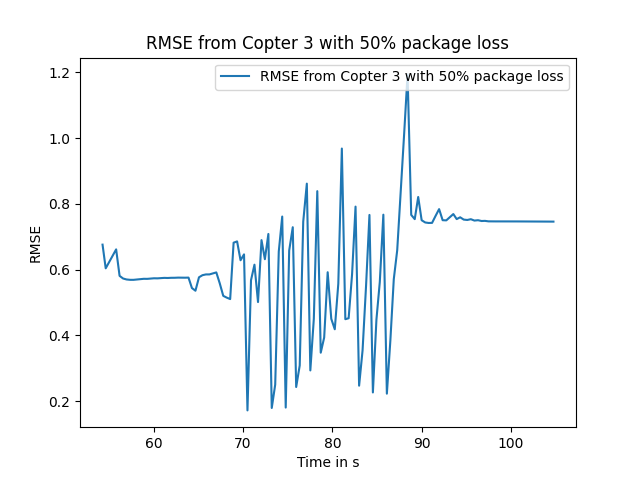 RMSE from Copter 3 with 50% package loss
RMSE from Copter 3 with 50% package loss
1.2
1.0
0.8
0.6
0.4
0.2
RMSE
60 70 80 90 100
Time in s